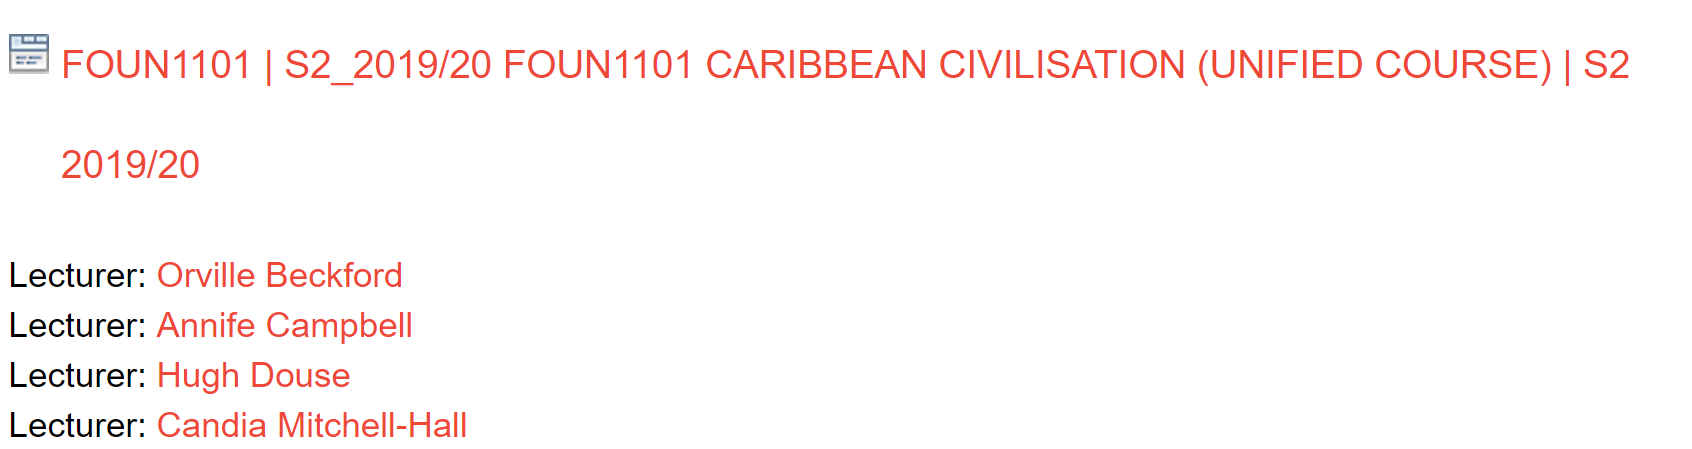 FOUN1101 | S2_2019/20 FOUN1101 CARIBBEAN CIVILISATION (UNIFIED COURSE) | S2
2019/20
Lecturer: Orville Beckford
Lecturer: Annife Campbell
Lecturer: Hugh Douse
Lecturer: Candia Mitchell-Hall